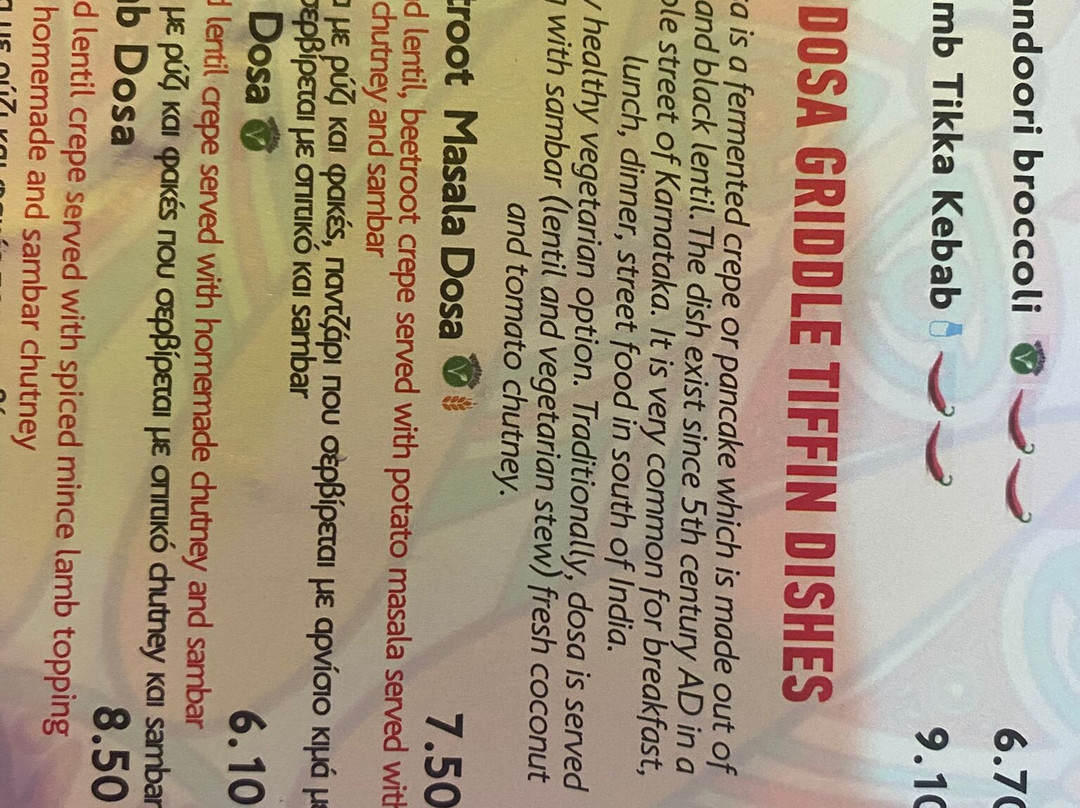 andoori broccoli 6.70
mb Tikka Kebab 9.10
DOSA GRIDDLE TIFFIN DISHES
a is a fermented crepe or pancake which is made out of
and black lentil. The dish exist since 5th century AD in a
ple street of Karnataka. It is very common for breakfast,
lunch, dinner, street food in south of India.
y healthy vegetarian option. Traditionally, dosa is served
g with sambar (lentil and vegetarian stew) fresh coconut
and tomato chutney.
troot Masala Dosa 7.50
d lentil, beetroot crepe served with potato masala served with
chutney and sambar
α με ρύζι και φακές, παντζάρι που σερβίρεται με αρνίσιο κιμά με
σερβίρεται με σπιτικό και sambar
Dosa 6.10
d lentil crepe served with homemade chutney and sambar
με ρύζι και φακές που σερβίρεται με σπιτικό chutney και sambar
mb Dosa 8.50
d lentil crepe served with spiced mince lamb topping
homemade and sambar chutney